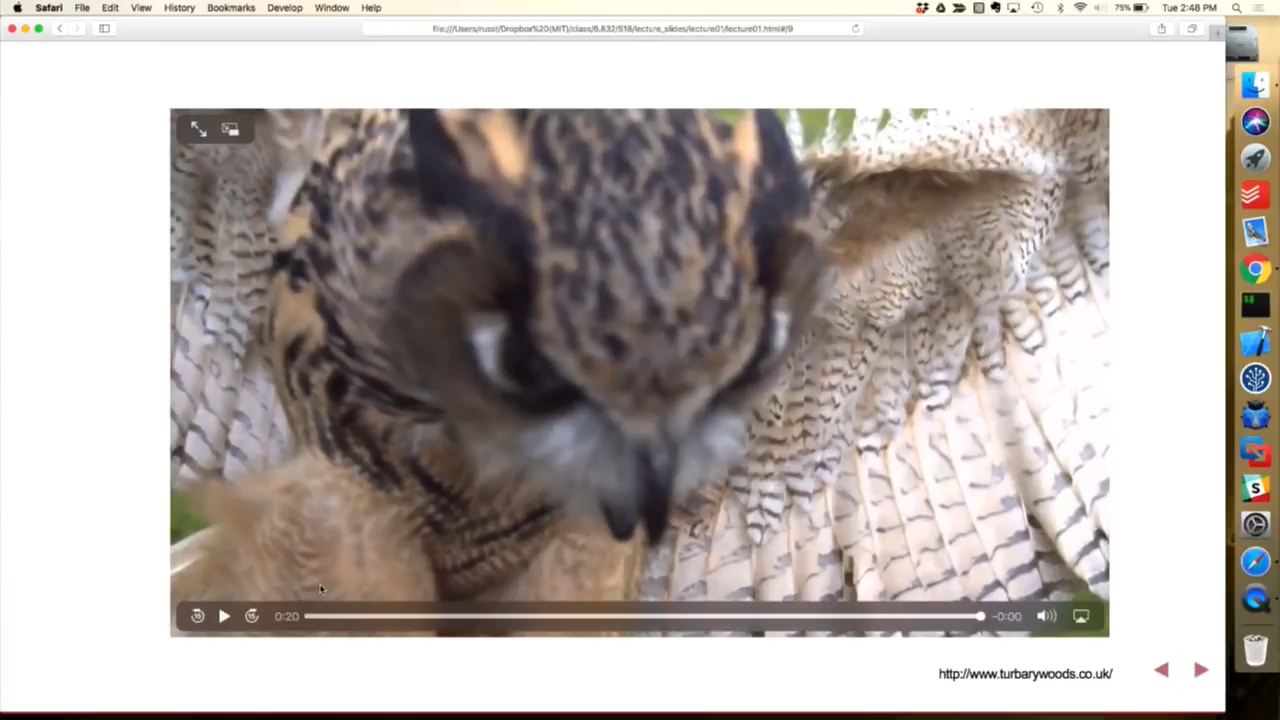 Safari File Edit View History Bookmarks Develop Window Help
75% Tue 2:48 PM
file:///Users/russt/Dropbox%20(MIT)/class/6.832/S18/lecture_slides/lecture01/lecture01.html#/9
15 15 0:20 -0:00
http://www.turbarywoods.co.uk/